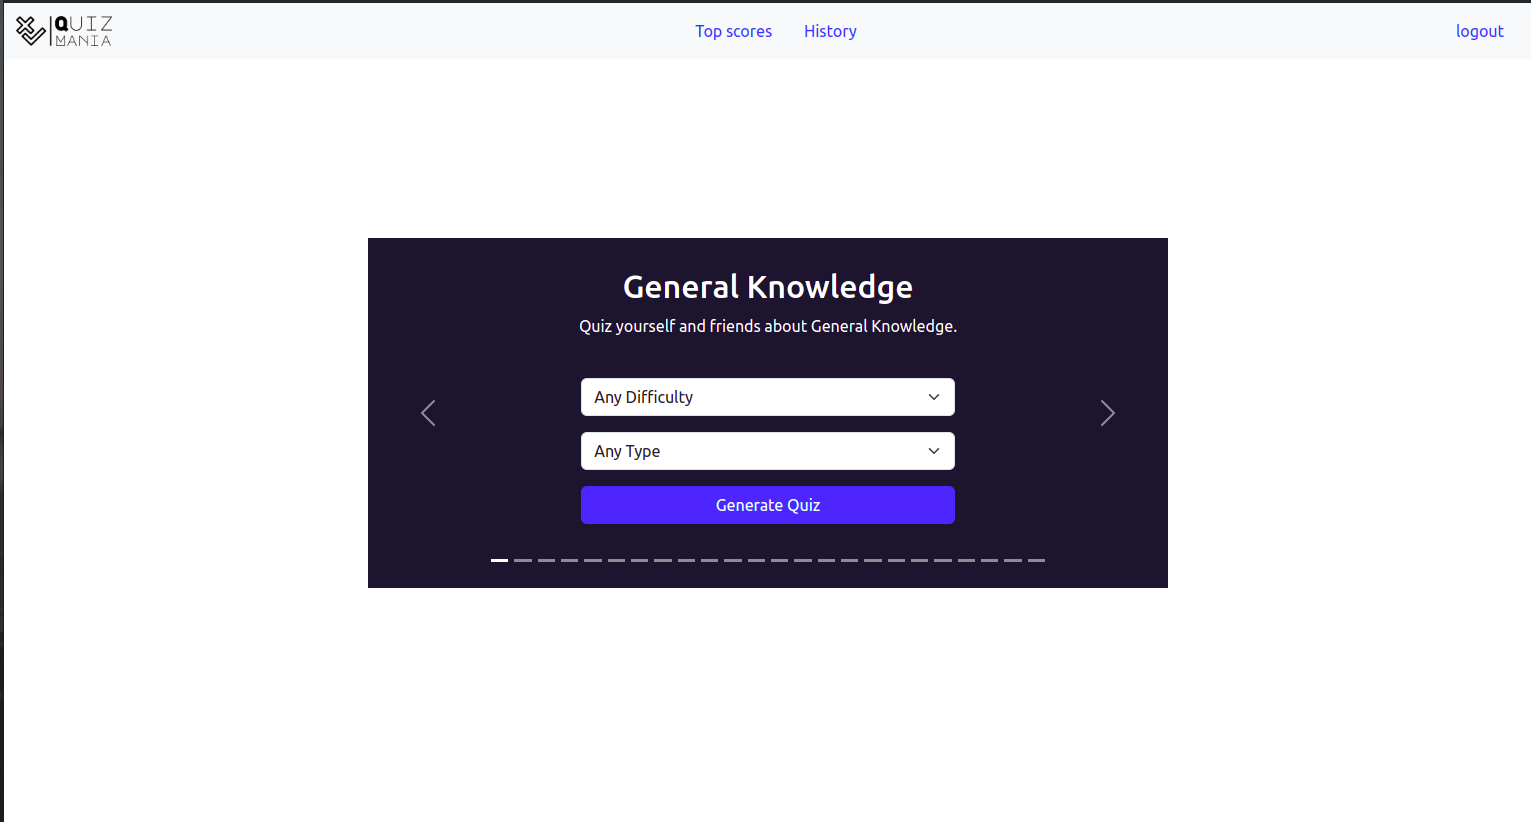 QUIZ
MANIA
Top scores
History
logout
General Knowledge
Quiz yourself and friends about General Knowledge.
Any Difficulty
Any Type
Generate Quiz